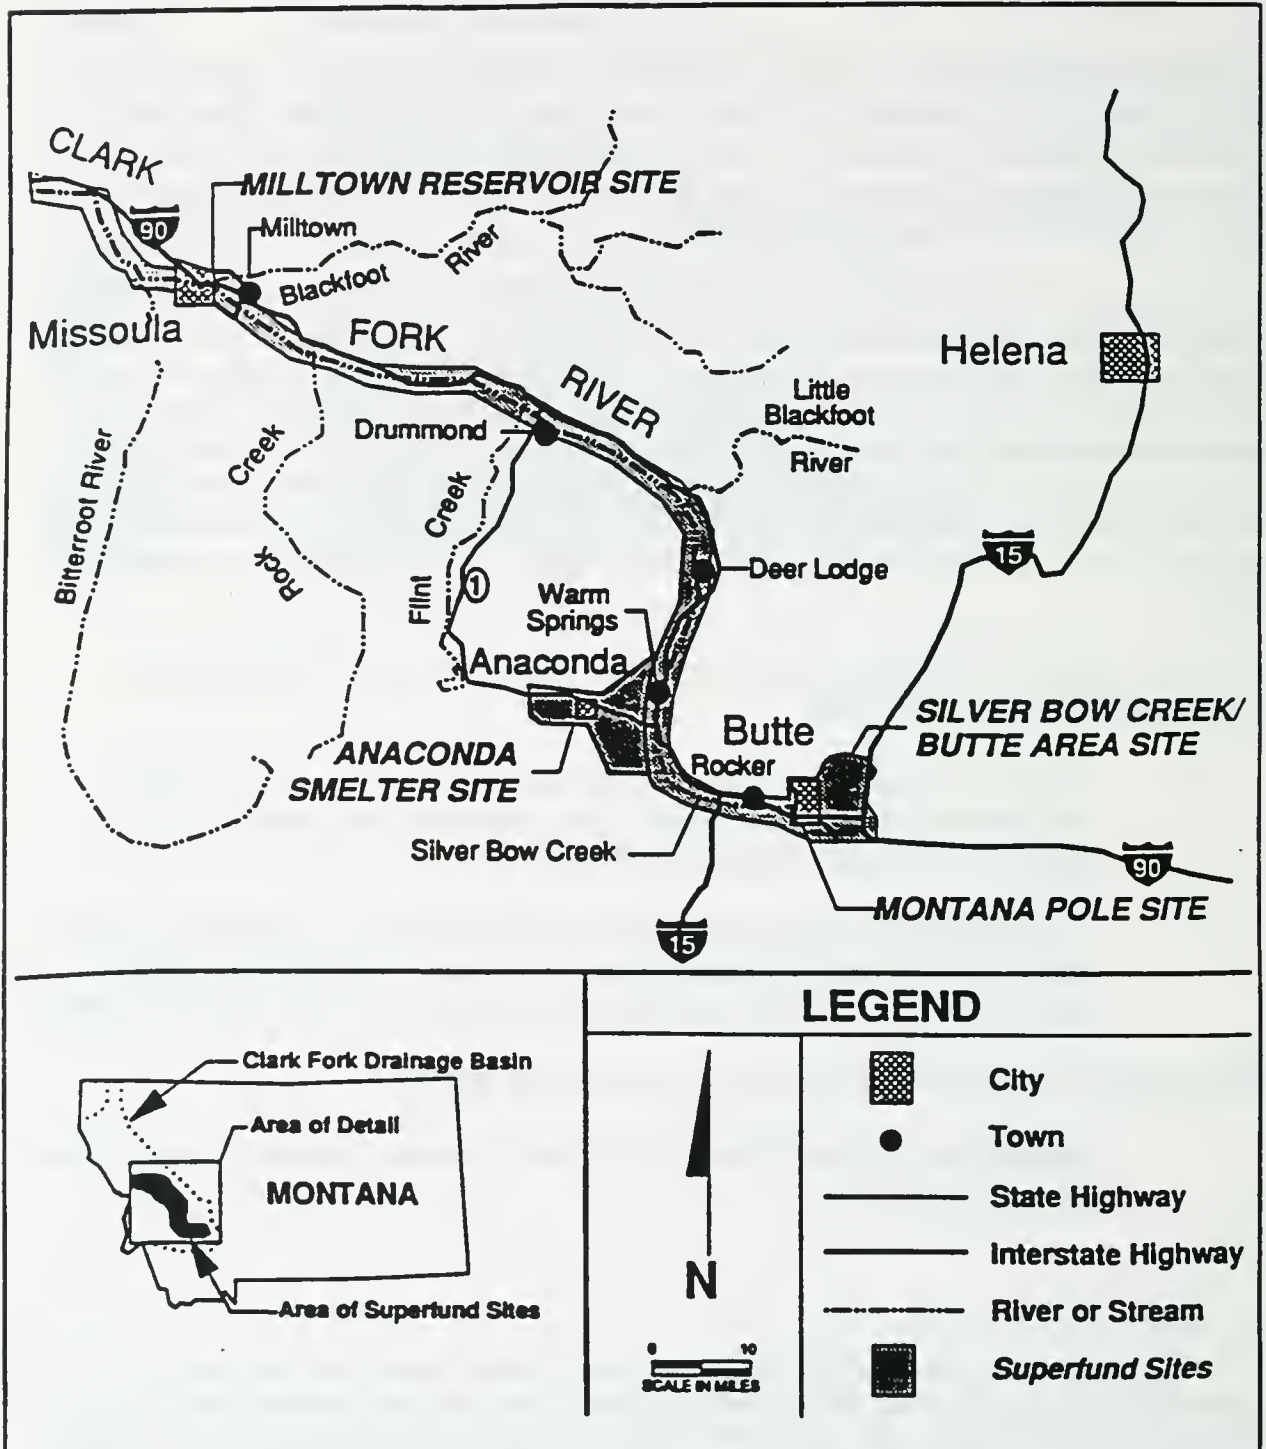 CLARK
MILLTOWN RESERVOIR SITE
90
Milltown
River
Blackfoot
Missoula
FORK
Helena
RIVER
Little
Blackfoot
River
Drummond
Creek
Creek
Bitterroot River
15
Rock
Deer Lodge
Flint
1
Warm
Springs
Anaconda
SILVER BOW CREEK/
BUTTE AREA SITE
Butte
Rocker
ANACONDA
SMELTER SITE
Silver Bow Creek
90
MONTANA POLE SITE
15
LEGEND
Clark Fork Drainage Basin
Area of Detail
MONTANA
Area of Superfund Sites
N
10
SCALE IN MILES
City
Town
State Highway
Interstate Highway
River or Stream
Superfund Sites